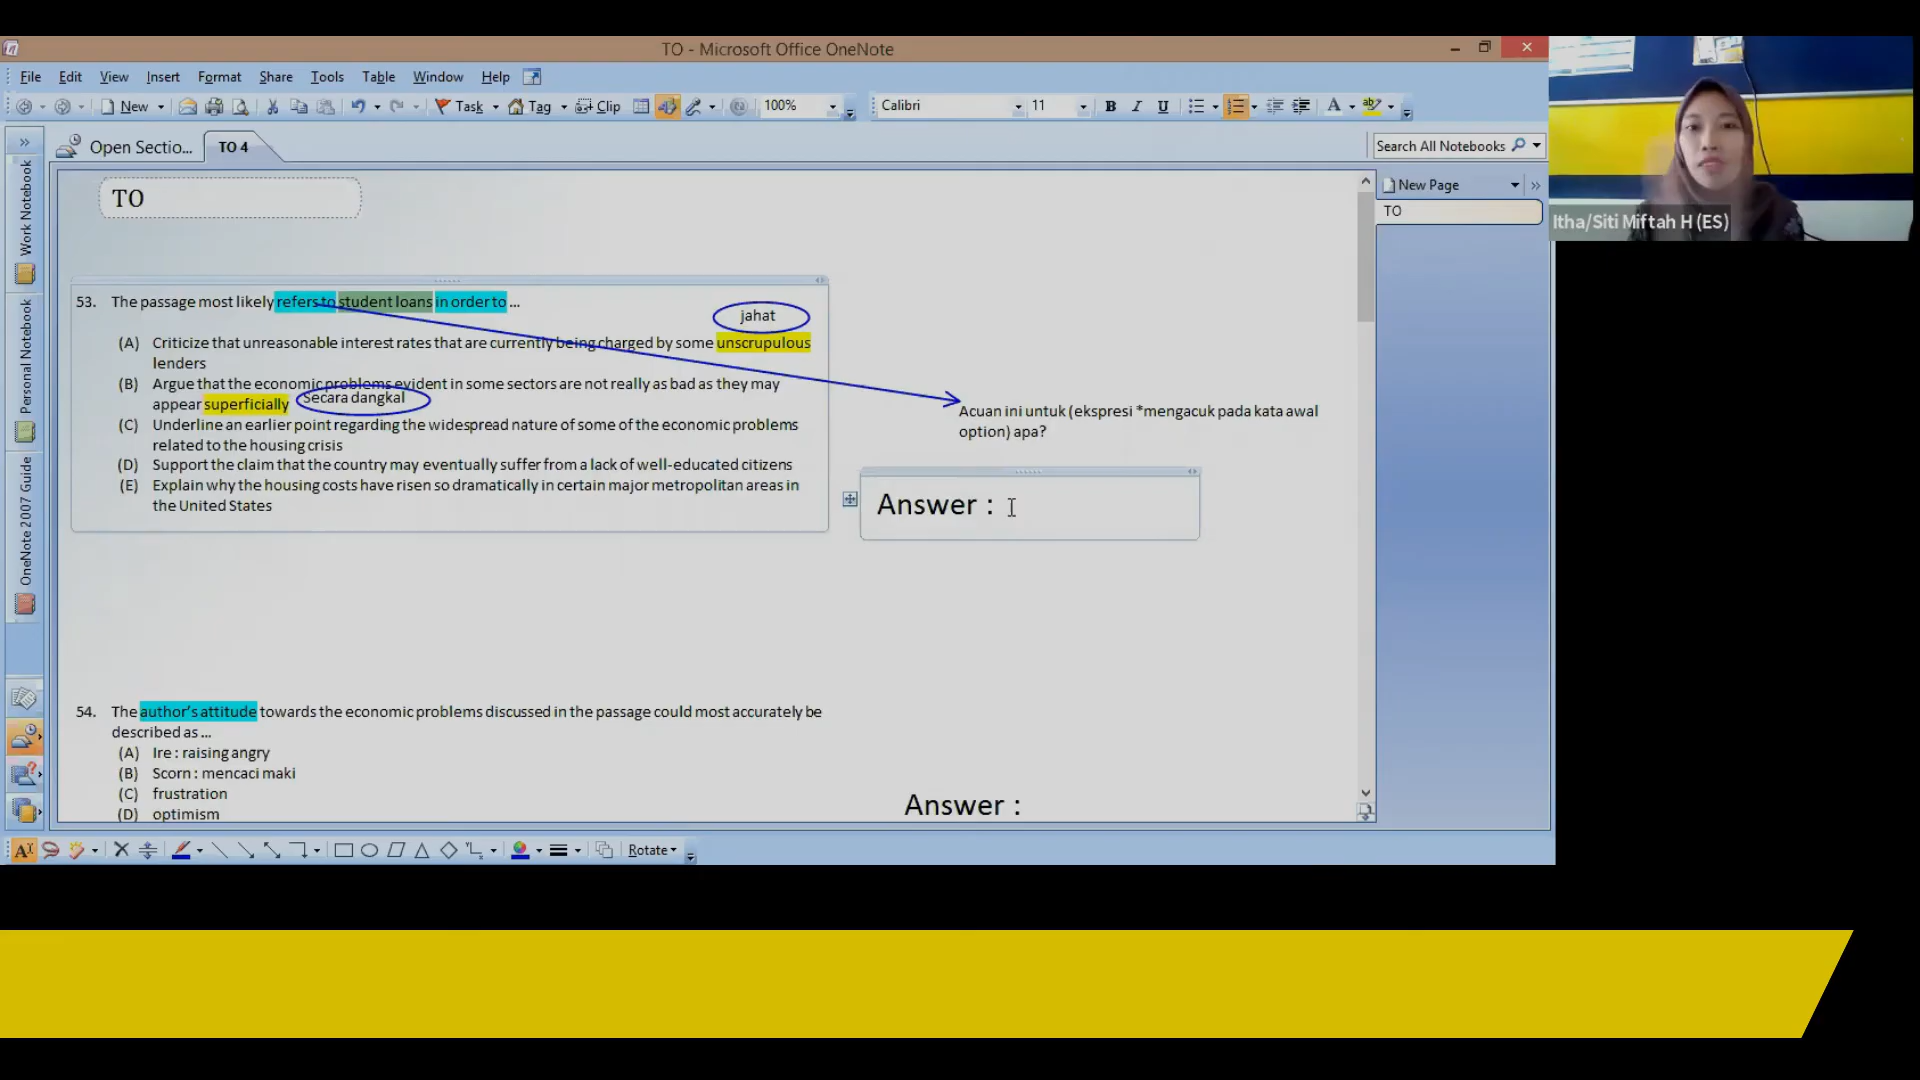 TO - Microsoft Office OneNote
File Edit View Insert Format Share Tools Table Window Help
New Task Tag Clip 100% Calibri 11 B I U A ab
Open Sectio... TO 4
Search All Notebooks
Work Notebook
Personal Notebook
OneNote 2007 Guide
New Page
TO
Itha/Siti Miftah H (ES)
TO
53. The passage most likely refers to student loans in order to ...
jahat
(A) Criticize that unreasonable interest rates that are currently being charged by some unscrupulous
lenders
(B) Argue that the economic problems evident in some sectors are not really as bad as they may
appear superficially Secara dangkal
(C) Underline an earlier point regarding the widespread nature of some of the economic problems
related to the housing crisis
(D) Support the claim that the country may eventually suffer from a lack of well-educated citizens
(E) Explain why the housing costs have risen so dramatically in certain major metropolitan areas in
the United States
Acuan ini untuk (ekspresi *mengacuk pada kata awal
option) apa?
Answer :
54. The author's attitude towards the economic problems discussed in the passage could most accurately be
described as ...
(A) Ire : raising angry
(B) Scorn : mencaci maki
(C) frustration
(D) optimism
Answer :
Rotate